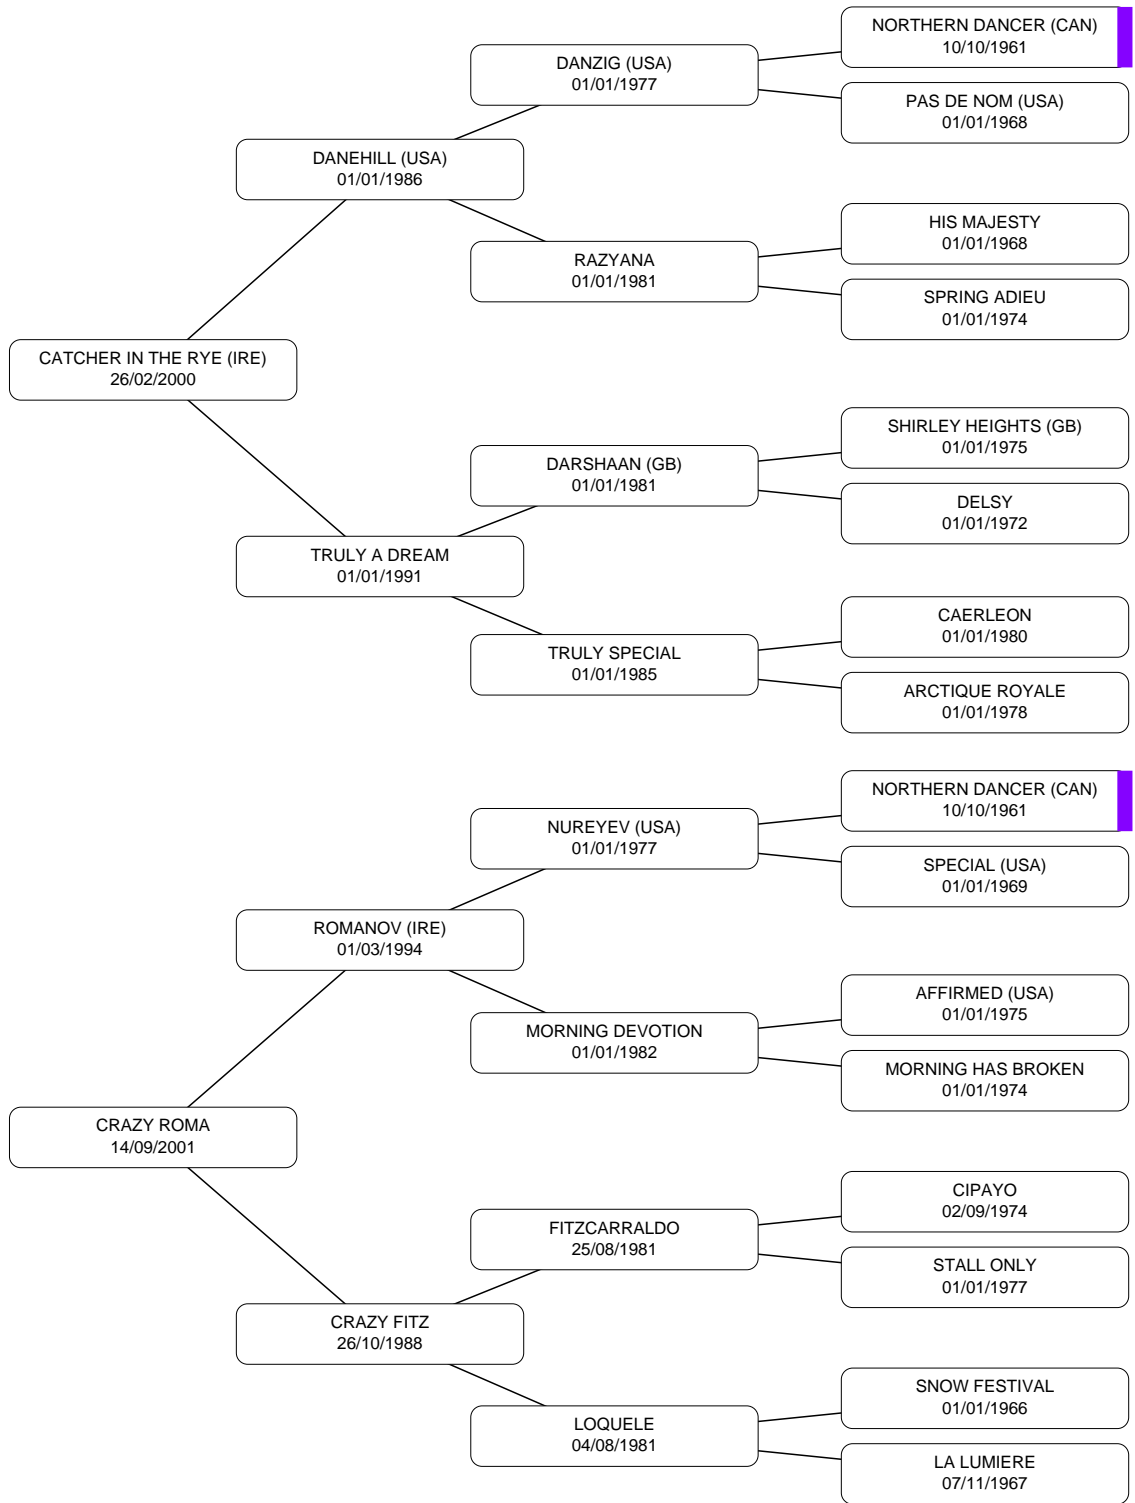 NORTHERN DANCER (CAN)
10/10/1961
DANZIG (USA)
01/01/1977
PAS DE NOM (USA)
01/01/1968
DANEHILL (USA)
01/01/1986
HIS MAJESTY
01/01/1968
RAZYANA
01/01/1981
SPRING ADIEU
01/01/1974
CATCHER IN THE RYE (IRE)
26/02/2000
SHIRLEY HEIGHTS (GB)
01/01/1975
DARSHAAN (GB)
01/01/1981
DELSY
01/01/1972
TRULY A DREAM
01/01/1991
CAERLEON
01/01/1980
TRULY SPECIAL
01/01/1985
ARCTIQUE ROYALE
01/01/1978
NORTHERN DANCER (CAN)
10/10/1961
NUREYEV (USA)
01/01/1977
SPECIAL (USA)
01/01/1969
ROMANOV (IRE)
01/03/1994
AFFIRMED (USA)
01/01/1975
MORNING DEVOTION
01/01/1982
MORNING HAS BROKEN
01/01/1974
CRAZY ROMA
14/09/2001
CIPAYO
02/09/1974
FITZCARRALDO
25/08/1981
STALL ONLY
01/01/1977
CRAZY FITZ
26/10/1988
SNOW FESTIVAL
01/01/1966
LOQUELE
04/08/1981
LA LUMIERE
07/11/1967